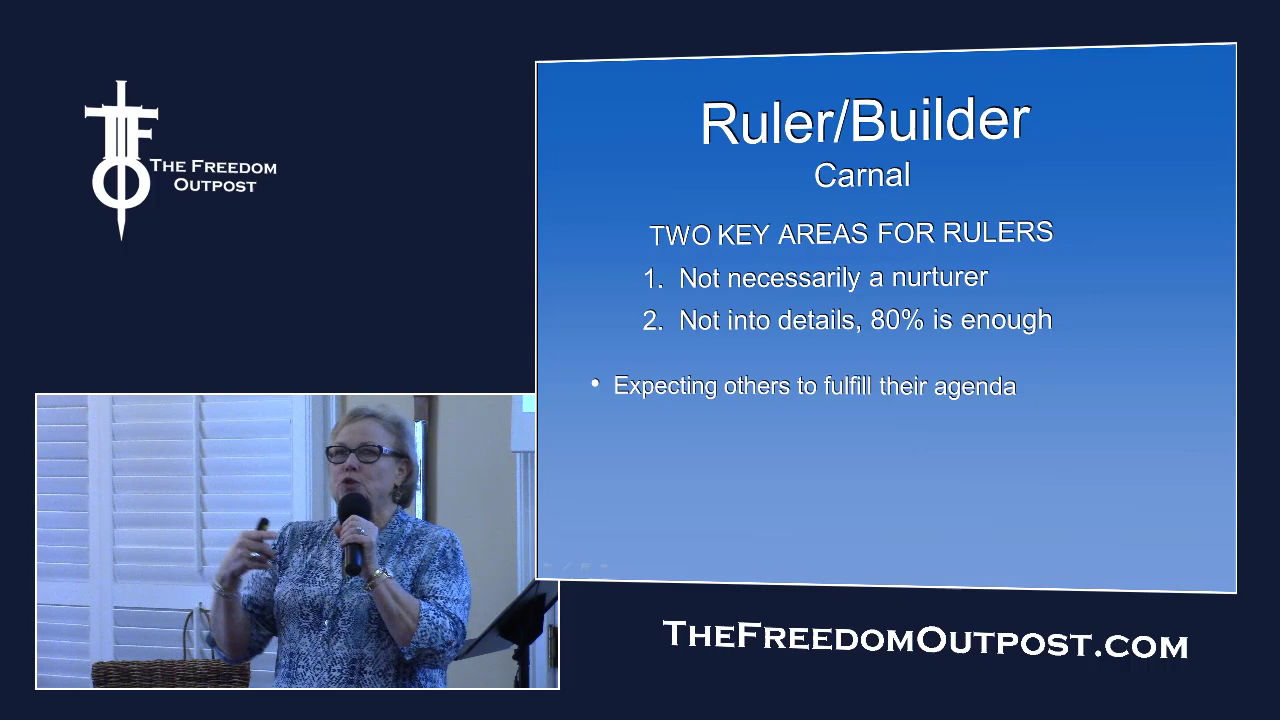 The Freedom
Outpost
Ruler/Builder
Carnal
TWO KEY AREAS FOR RULERS
1. Not necessarily a nurturer
2. Not into details, 80% is enough
• Expecting others to fulfill their agenda
TheFreedomOutpost.com